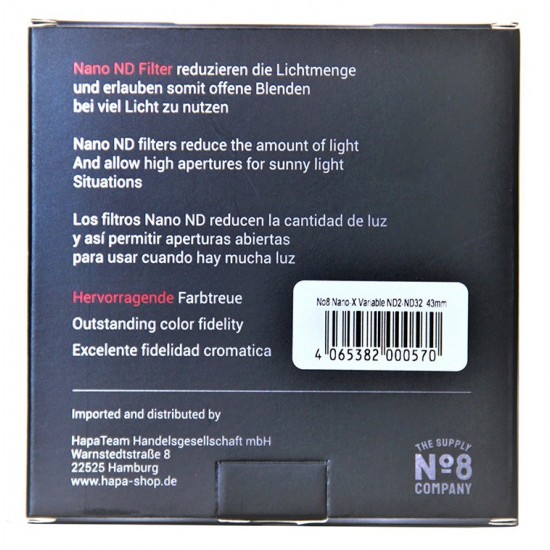 Nano ND Filter reduzieren die Lichtmenge
und erlauben somit offene Blenden
bei viel Licht zu nutzen
Nano ND filters reduce the amount of light
And allow high apertures for sunny light
Situations
Los filtros Nano ND reducen la cantidad de luz
y así permitir aperturas abiertas
para usar cuando hay mucha luz
Hervorragende Farbtreue
Outstanding color fidelity
Excelente fidelidad cromatica
No8 Nano-X Variable ND2-ND32 43mm
4 065382 000570
Imported and distributed by
HapaTeam Handelsgesellschaft mbH
Warnstedtstraße 8
22525 Hamburg
www.hapa-shop.de
THE SUPPLY
Nº8
COMPANY